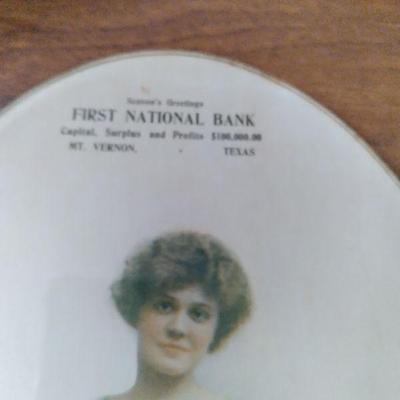 Season's Greetings
FIRST NATIONAL BANK
Capital, Surplus and Profits $100,000.00
MT. VERNON, TEXAS